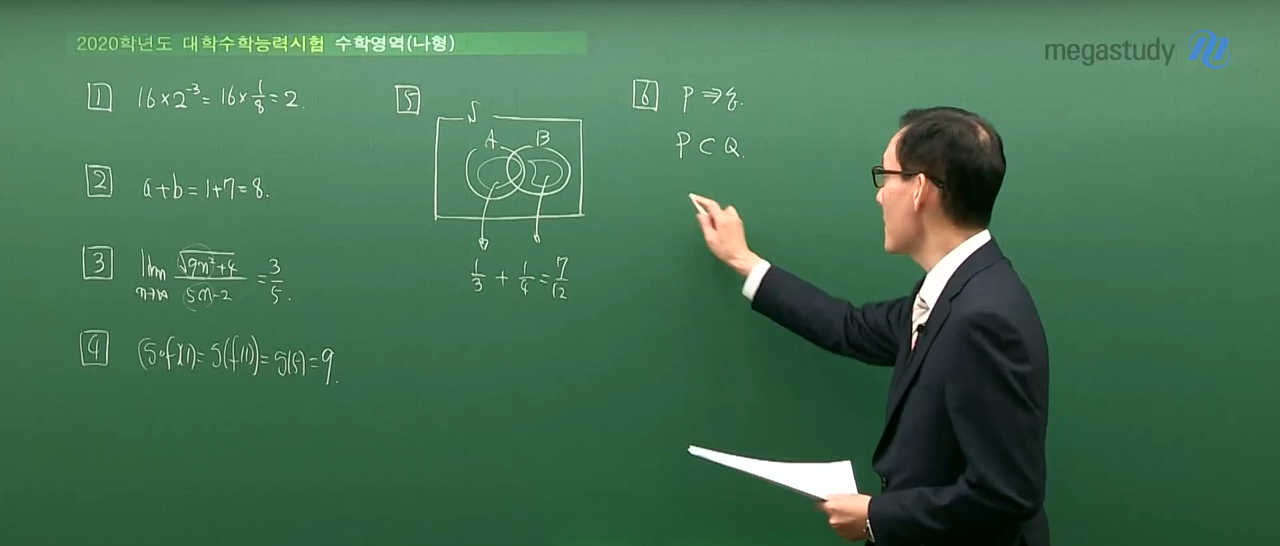 2020학년도 대학수학능력시험 수학영역(나형)
megastudy
1 16×2⁻³=16×1/8=2.
2 a+b=1+7=8.
3 lim n→∞ √(9n²+4)/(5n-2) = 3/5.
4 (g∘f)(1)=g(f(1))=g(5)=9.
5
S
A B
1/3 + 1/4 = 7/12
6 p ⇒ q.
P ⊂ Q.